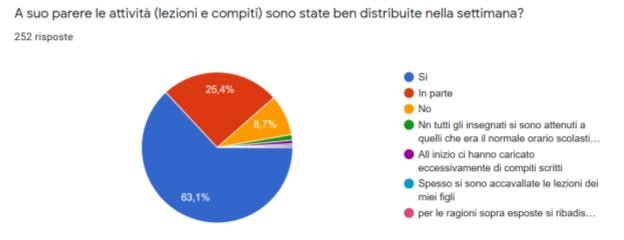 A suo parere le attività (lezioni e compiti) sono state ben distribuite nella settimana?
252 risposte
25,4%
8,7%
63,1%
Sì
In parte
No
Nn tutti gli insegnati si sono attenuti a
quelli che era il normale orario scolasti…
All inizio ci hanno caricato
eccessivamente di compiti scritti
Spesso si sono accavallate le lezioni dei
miei figli
per le ragioni sopra esposte si ribadis…